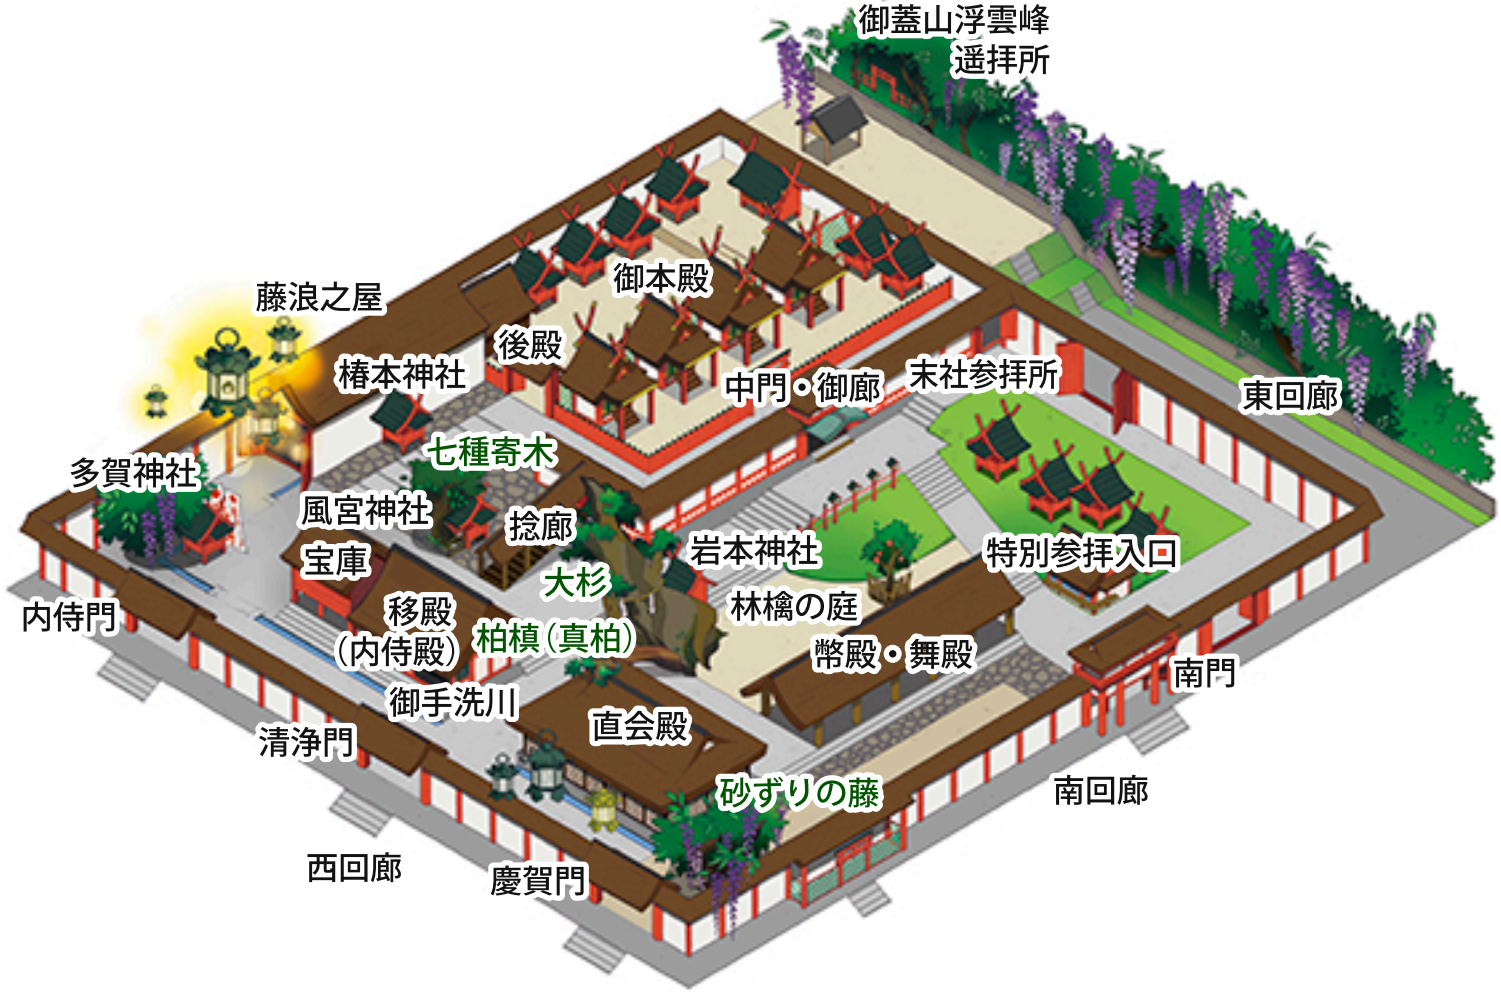 御蓋山浮雲峰
遥拝所
藤浪之屋
御本殿
後殿
椿本神社
中門・御廊
末社参拝所
東回廊
七種寄木
多賀神社
風宮神社
捻廊
岩本神社
特別参拝入口
宝庫
大杉
内侍門
移殿
(内侍殿)
柏槙(真柏)
林檎の庭
幣殿・舞殿
南門
御手洗川
直会殿
清浄門
砂ずりの藤
南回廊
西回廊
慶賀門